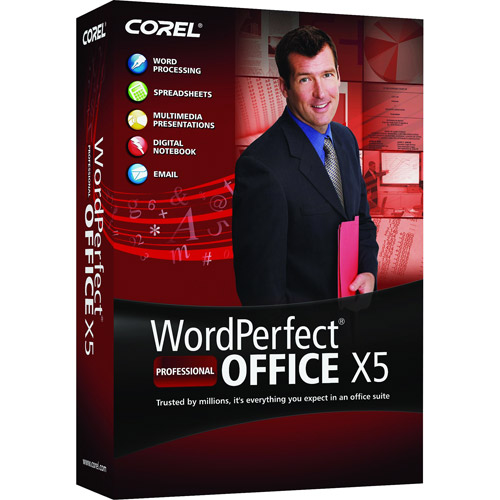 COREL®
WORD
PROCESSING
SPREADSHEETS
MULTIMEDIA
PRESENTATIONS
DIGITAL
NOTEBOOK
EMAIL
WordPerfect®
PROFESSIONAL
OFFICE X5
Trusted by millions, it's everything you expect in an office suite
COREL®
WordPerfect®
PROFESSIONAL
OFFICE X5
www.corel.com